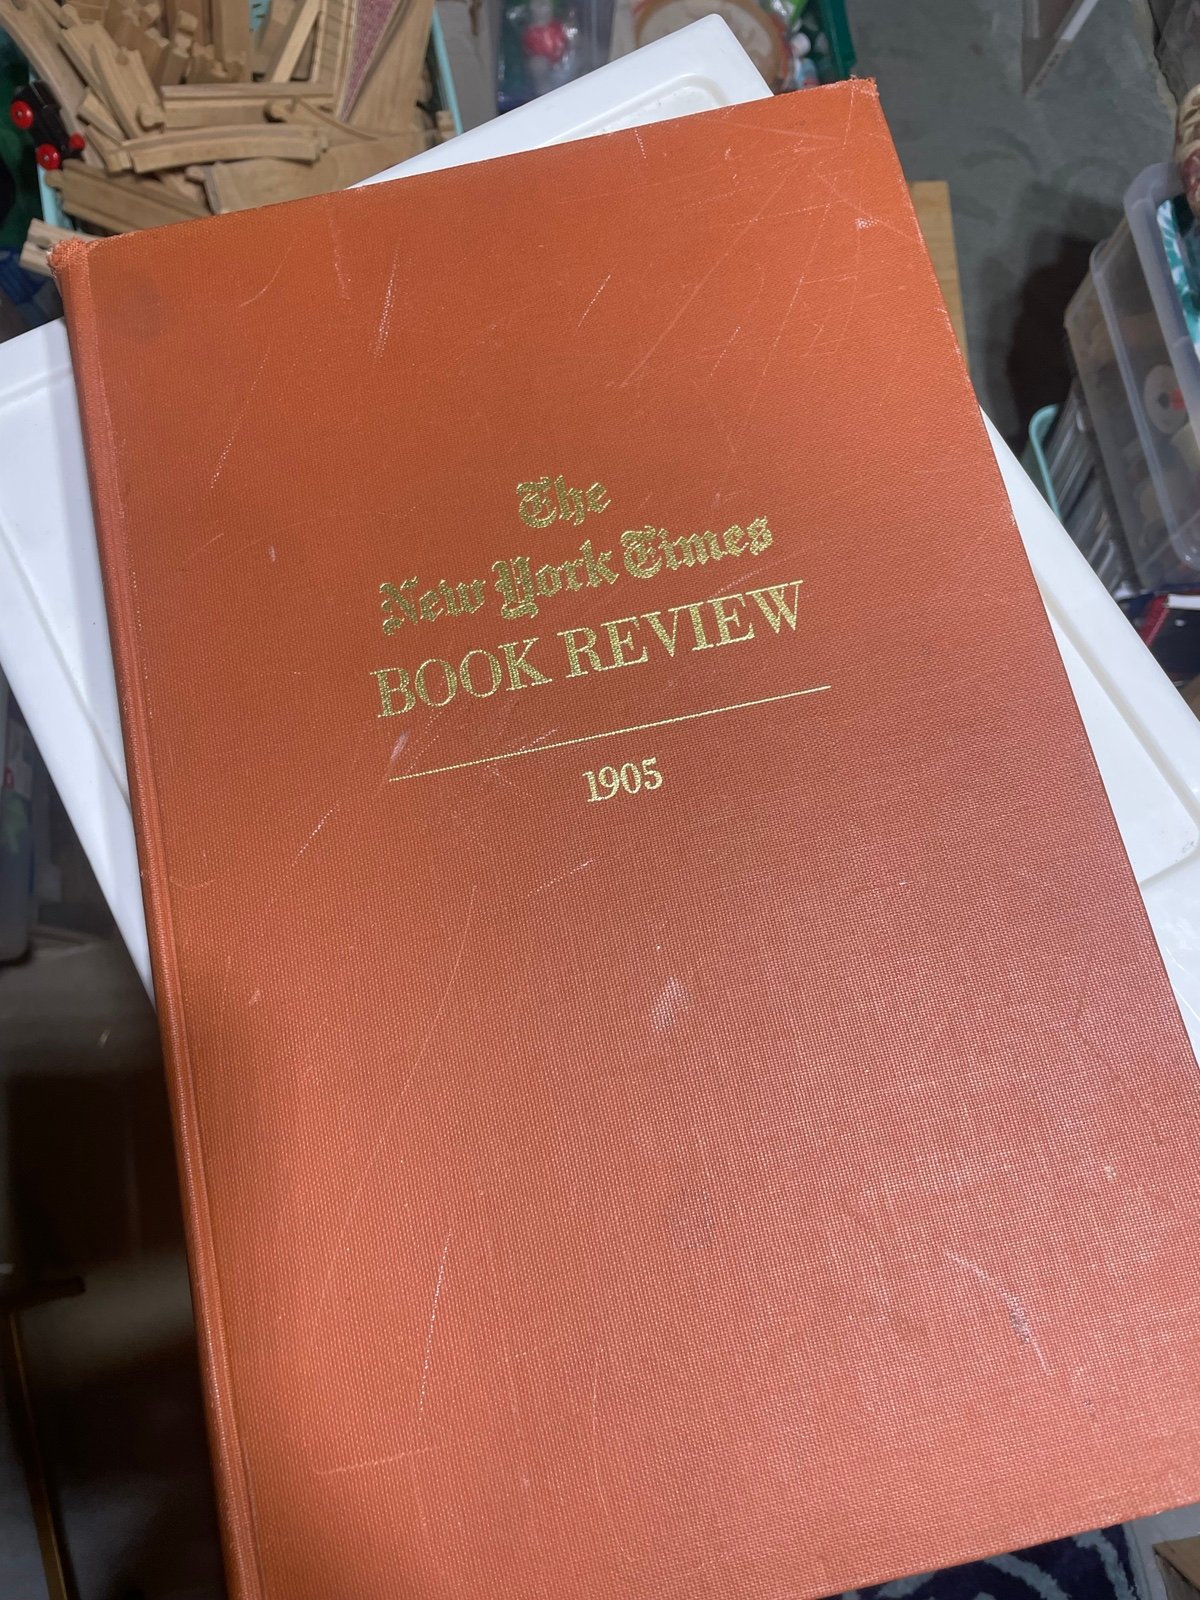 The
New York Times
BOOK REVIEW
1905